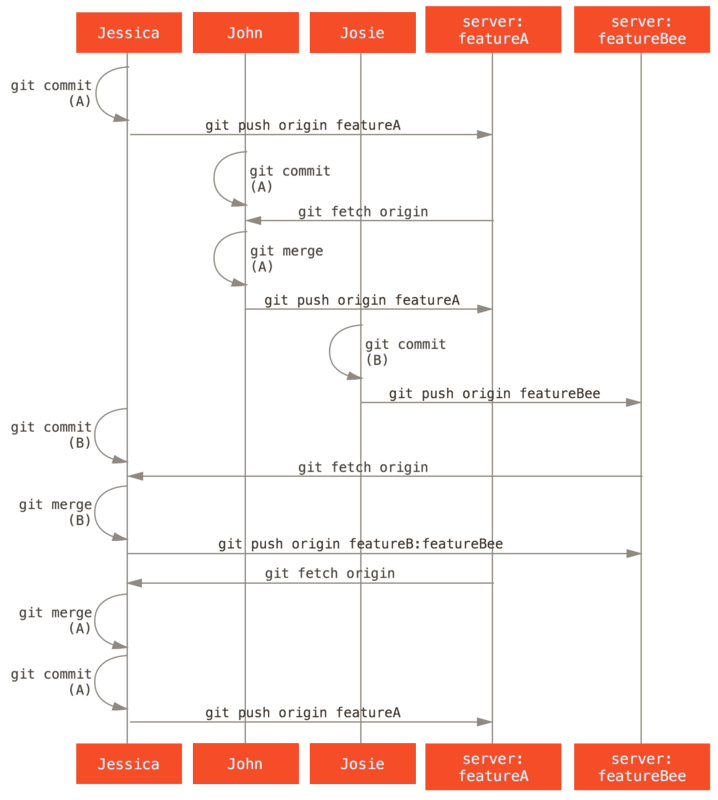 Jessica
John
Josie
server:
featureA
server:
featureBee
git commit
(A)
git push origin featureA
git commit
(A)
git fetch origin
git merge
(A)
git push origin featureA
git commit
(B)
git push origin featureBee
git commit
(B)
git fetch origin
git merge
(B)
git push origin featureB:featureBee
git fetch origin
git merge
(A)
git commit
(A)
git push origin featureA
Jessica
John
Josie
server:
featureA
server:
featureBee